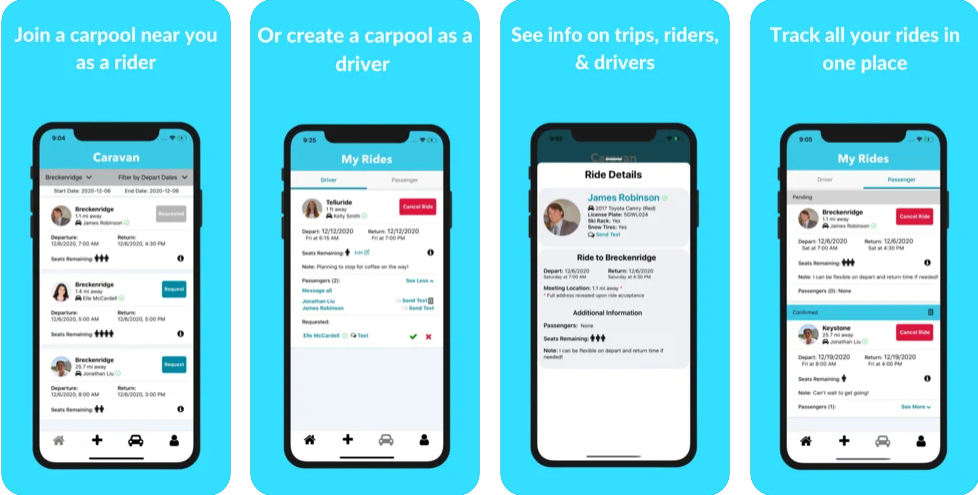 Join a carpool near you
as a rider
9:04
Caravan
Breckenridge
Filter by Depart Dates
Start Date: 2020-12-06
End Date: 2020-12-06
Breckenridge
1.1 mi away
James Robinson
Requested
Departure:
12/6/2020, 7:00 AM
Return:
12/6/2020, 4:30 PM
Seats Remaining:
Breckenridge
1.4 mi away
Elle McCardell
Request
Departure:
12/6/2020, 5:00 AM
Return:
12/6/2020, 5:00 PM
Seats Remaining:
Breckenridge
25.7 mi away
Jonathan Liu
Request
Departure:
12/6/2020, 8:00 AM
Return:
12/6/2020, 3:00 PM
Seats Remaining:
Or create a carpool as a
driver
9:25
My Rides
Driver
Passenger
Telluride
1 ft away
Kelly Smith
Cancel Ride
Depart: 12/12/2020
Fri at 6:15 AM
Return: 12/12/2020
Fri at 7:00 PM
Seats Remaining:
Edit
Note: Planning to stop for coffee on the way!
Passengers (2):
See Less
Message all
Jonathan Liu
Send Text
James Robinson
Send Text
Requested:
Elle McCardell
Text
See info on trips, riders,
& drivers
Ride Details
James Robinson
2017 Toyota Camry (Red)
License Plate: SGWL024
Ski Rack: Yes
Snow Tires: Yes
Send Text
Ride to Breckenridge
Depart: 12/6/2020
Saturday at 7:00 AM
Return: 12/6/2020
Saturday at 4:30 PM
Meeting Location: 1.1 mi away *
* Full address revealed upon ride acceptance
Additional Information
Passengers: None
Seats Remaining:
Note: I can be flexible on depart and return time if
needed!
Track all your rides in
one place
9:05
My Rides
Driver
Passenger
Pending
Breckenridge
1.1 mi away
James Robinson
Cancel Ride
Depart: 12/6/2020
Sat at 7:00 AM
Return: 12/6/2020
Sat at 4:30 PM
Seats Remaining:
Note: I can be flexible on depart and return time if needed!
Passengers (0): None
Confirmed
Keystone
25.7 mi away
Jonathan Liu
Cancel Ride
Depart: 12/19/2020
Fri at 8:00 AM
Return: 12/19/2020
Fri at 4:00 PM
Seats Remaining:
Note: Can't wait to get going!
Passengers (1):
See More